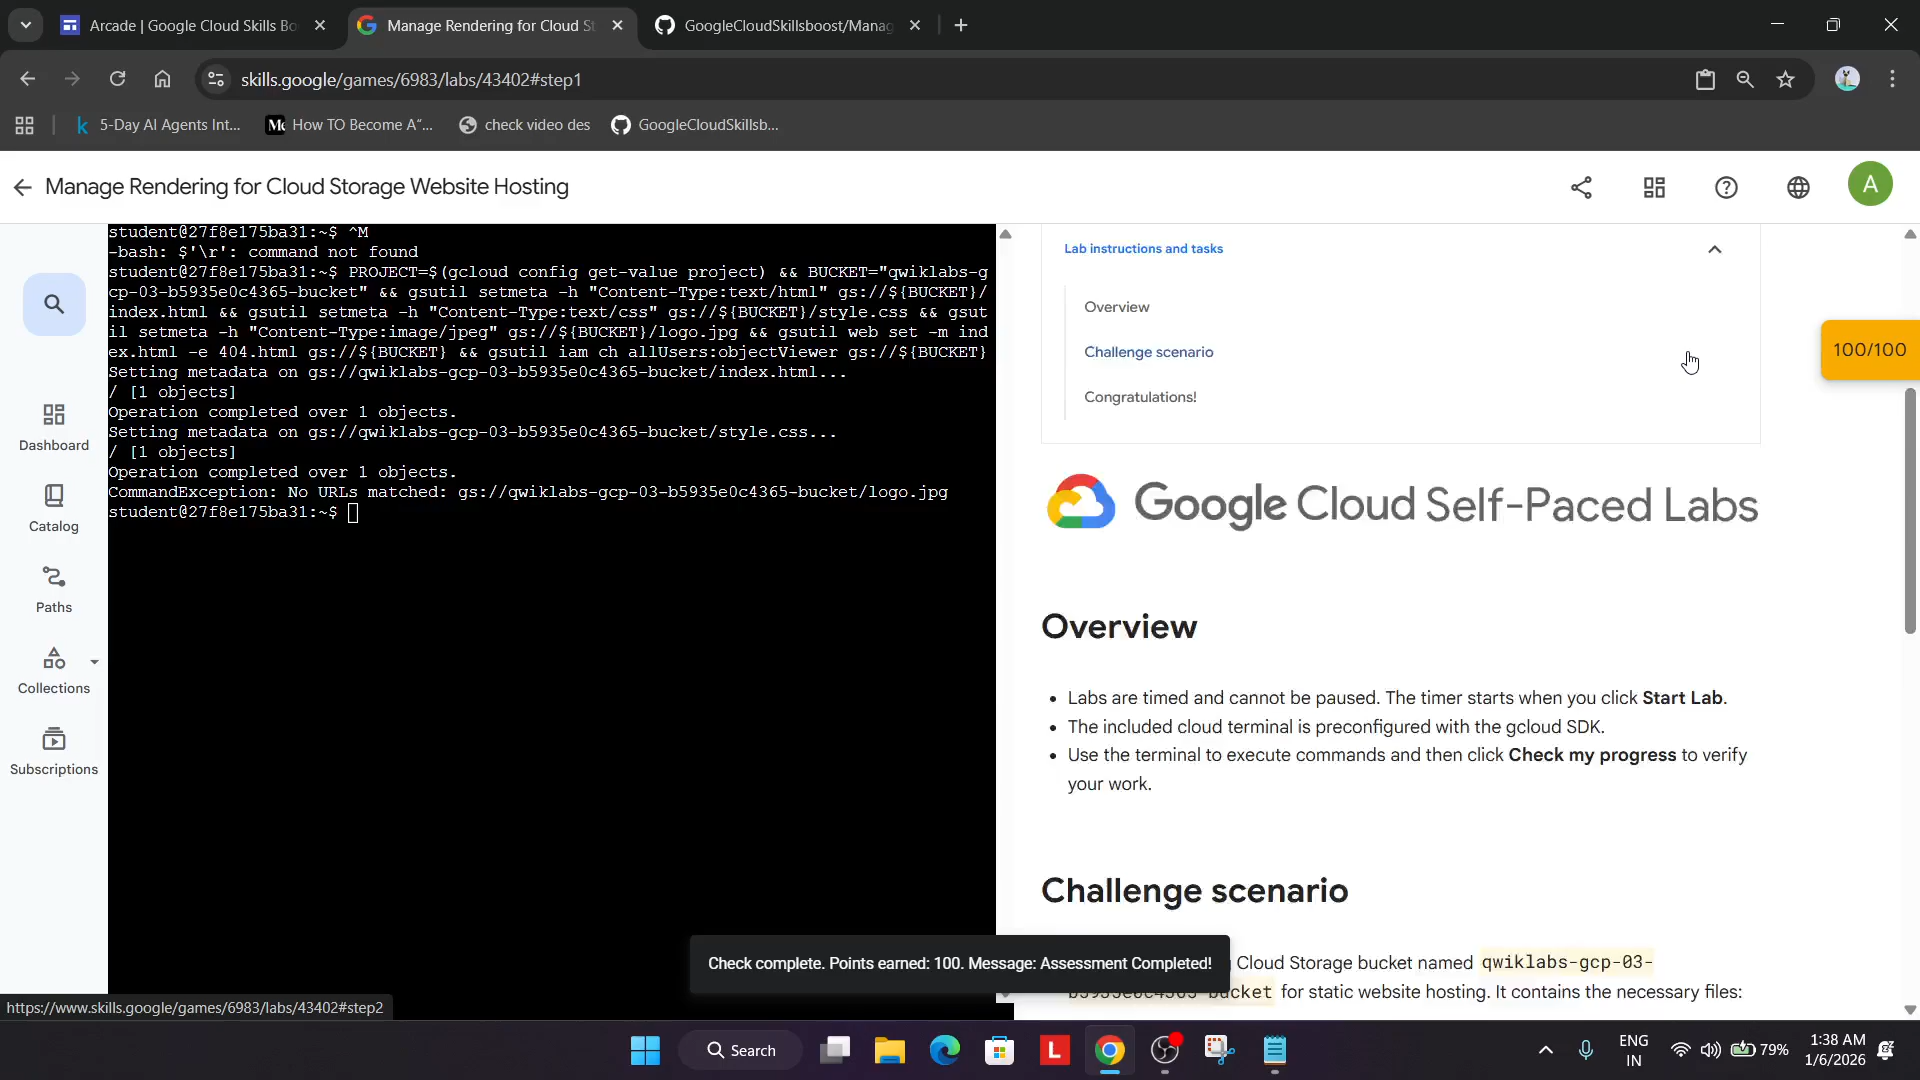 Arcade | Google Cloud Skills Bo
Manage Rendering for Cloud St
GoogleCloudSkillsboost/Manag
skills.google/games/6983/labs/43402#step1
5-Day AI Agents Int...
How TO Become A“...
check video des
GoogleCloudSkillsb...
Manage Rendering for Cloud Storage Website Hosting
A
student@27f8e175ba31:~$ ^M
-bash: $'\r': command not found
student@27f8e175ba31:~$ PROJECT=$(gcloud config get-value project) && BUCKET="qwiklabs-g
cp-03-b5935e0c4365-bucket" && gsutil setmeta -h "Content-Type:text/html" gs://${BUCKET}/
index.html && gsutil setmeta -h "Content-Type:text/css" gs://${BUCKET}/style.css && gsut
il setmeta -h "Content-Type:image/jpeg" gs://${BUCKET}/logo.jpg && gsutil web set -m ind
ex.html -e 404.html gs://${BUCKET} && gsutil iam ch allUsers:objectViewer gs://${BUCKET}
Setting metadata on gs://qwiklabs-gcp-03-b5935e0c4365-bucket/index.html...
/ [1 objects]
Operation completed over 1 objects.
Setting metadata on gs://qwiklabs-gcp-03-b5935e0c4365-bucket/style.css...
/ [1 objects]
Operation completed over 1 objects.
CommandException: No URLs matched: gs://qwiklabs-gcp-03-b5935e0c4365-bucket/logo.jpg
student@27f8e175ba31:~$
Dashboard
Catalog
Paths
Collections
Subscriptions
Lab instructions and tasks
Overview
Challenge scenario
Congratulations!
100/100
Google Cloud Self-Paced Labs
Overview
• Labs are timed and cannot be paused. The timer starts when you click Start Lab.
• The included cloud terminal is preconfigured with the gcloud SDK.
• Use the terminal to execute commands and then click Check my progress to verify
your work.
Challenge scenario
Cloud Storage bucket named qwiklabs-gcp-03-
b5935e0c4365-bucket for static website hosting. It contains the necessary files:
Check complete. Points earned: 100. Message: Assessment Completed!
https://www.skills.google/games/6983/labs/43402#step2
Search
L
ENG
IN
79%
1:38 AM
1/6/2026